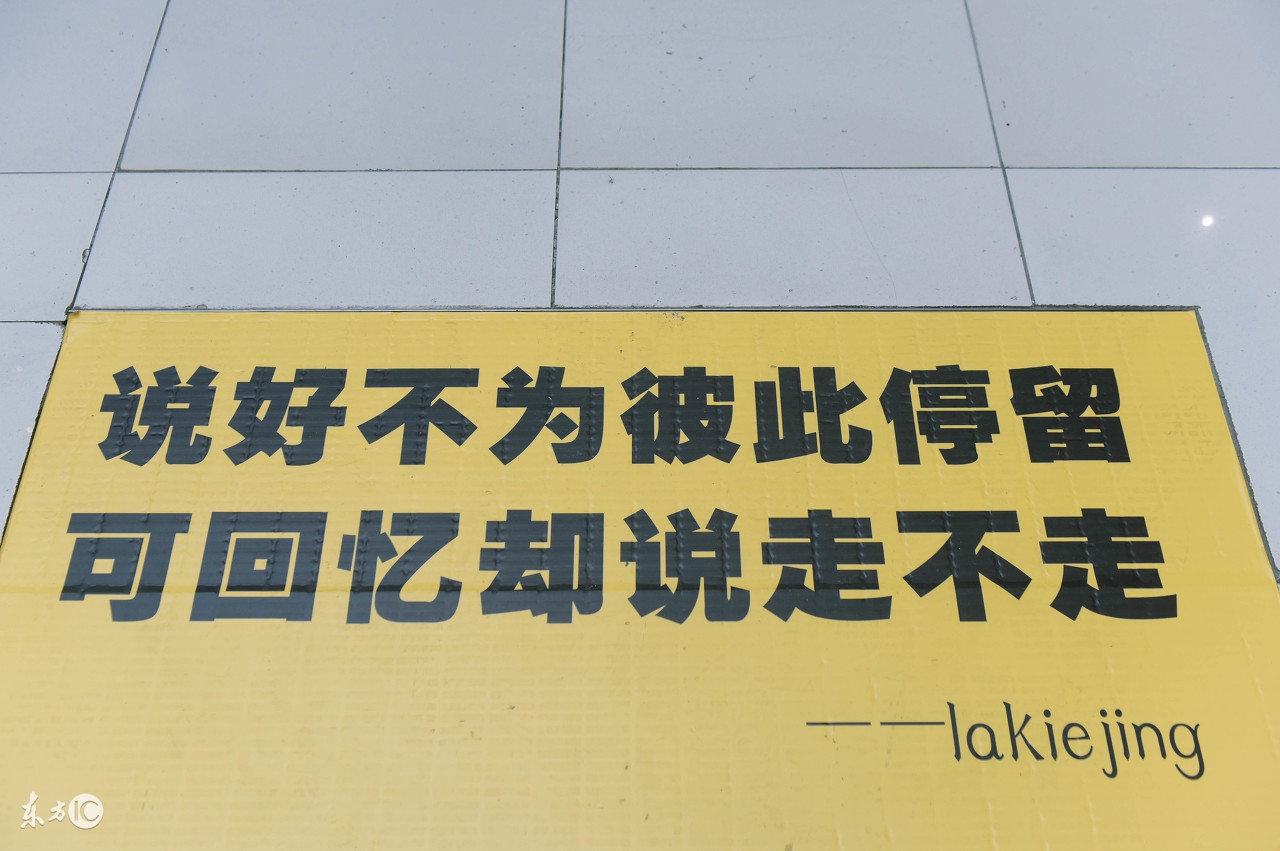 说好不为彼此停留
可回忆却说走不走
——lakiejing
东方IC